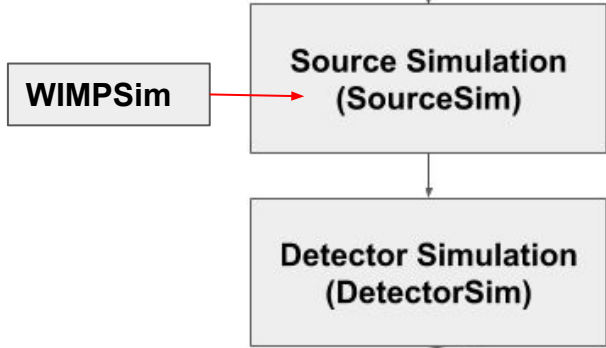 Source Simulation
(SourceSim)
WIMPSim
Detector Simulation
(DetectorSim)